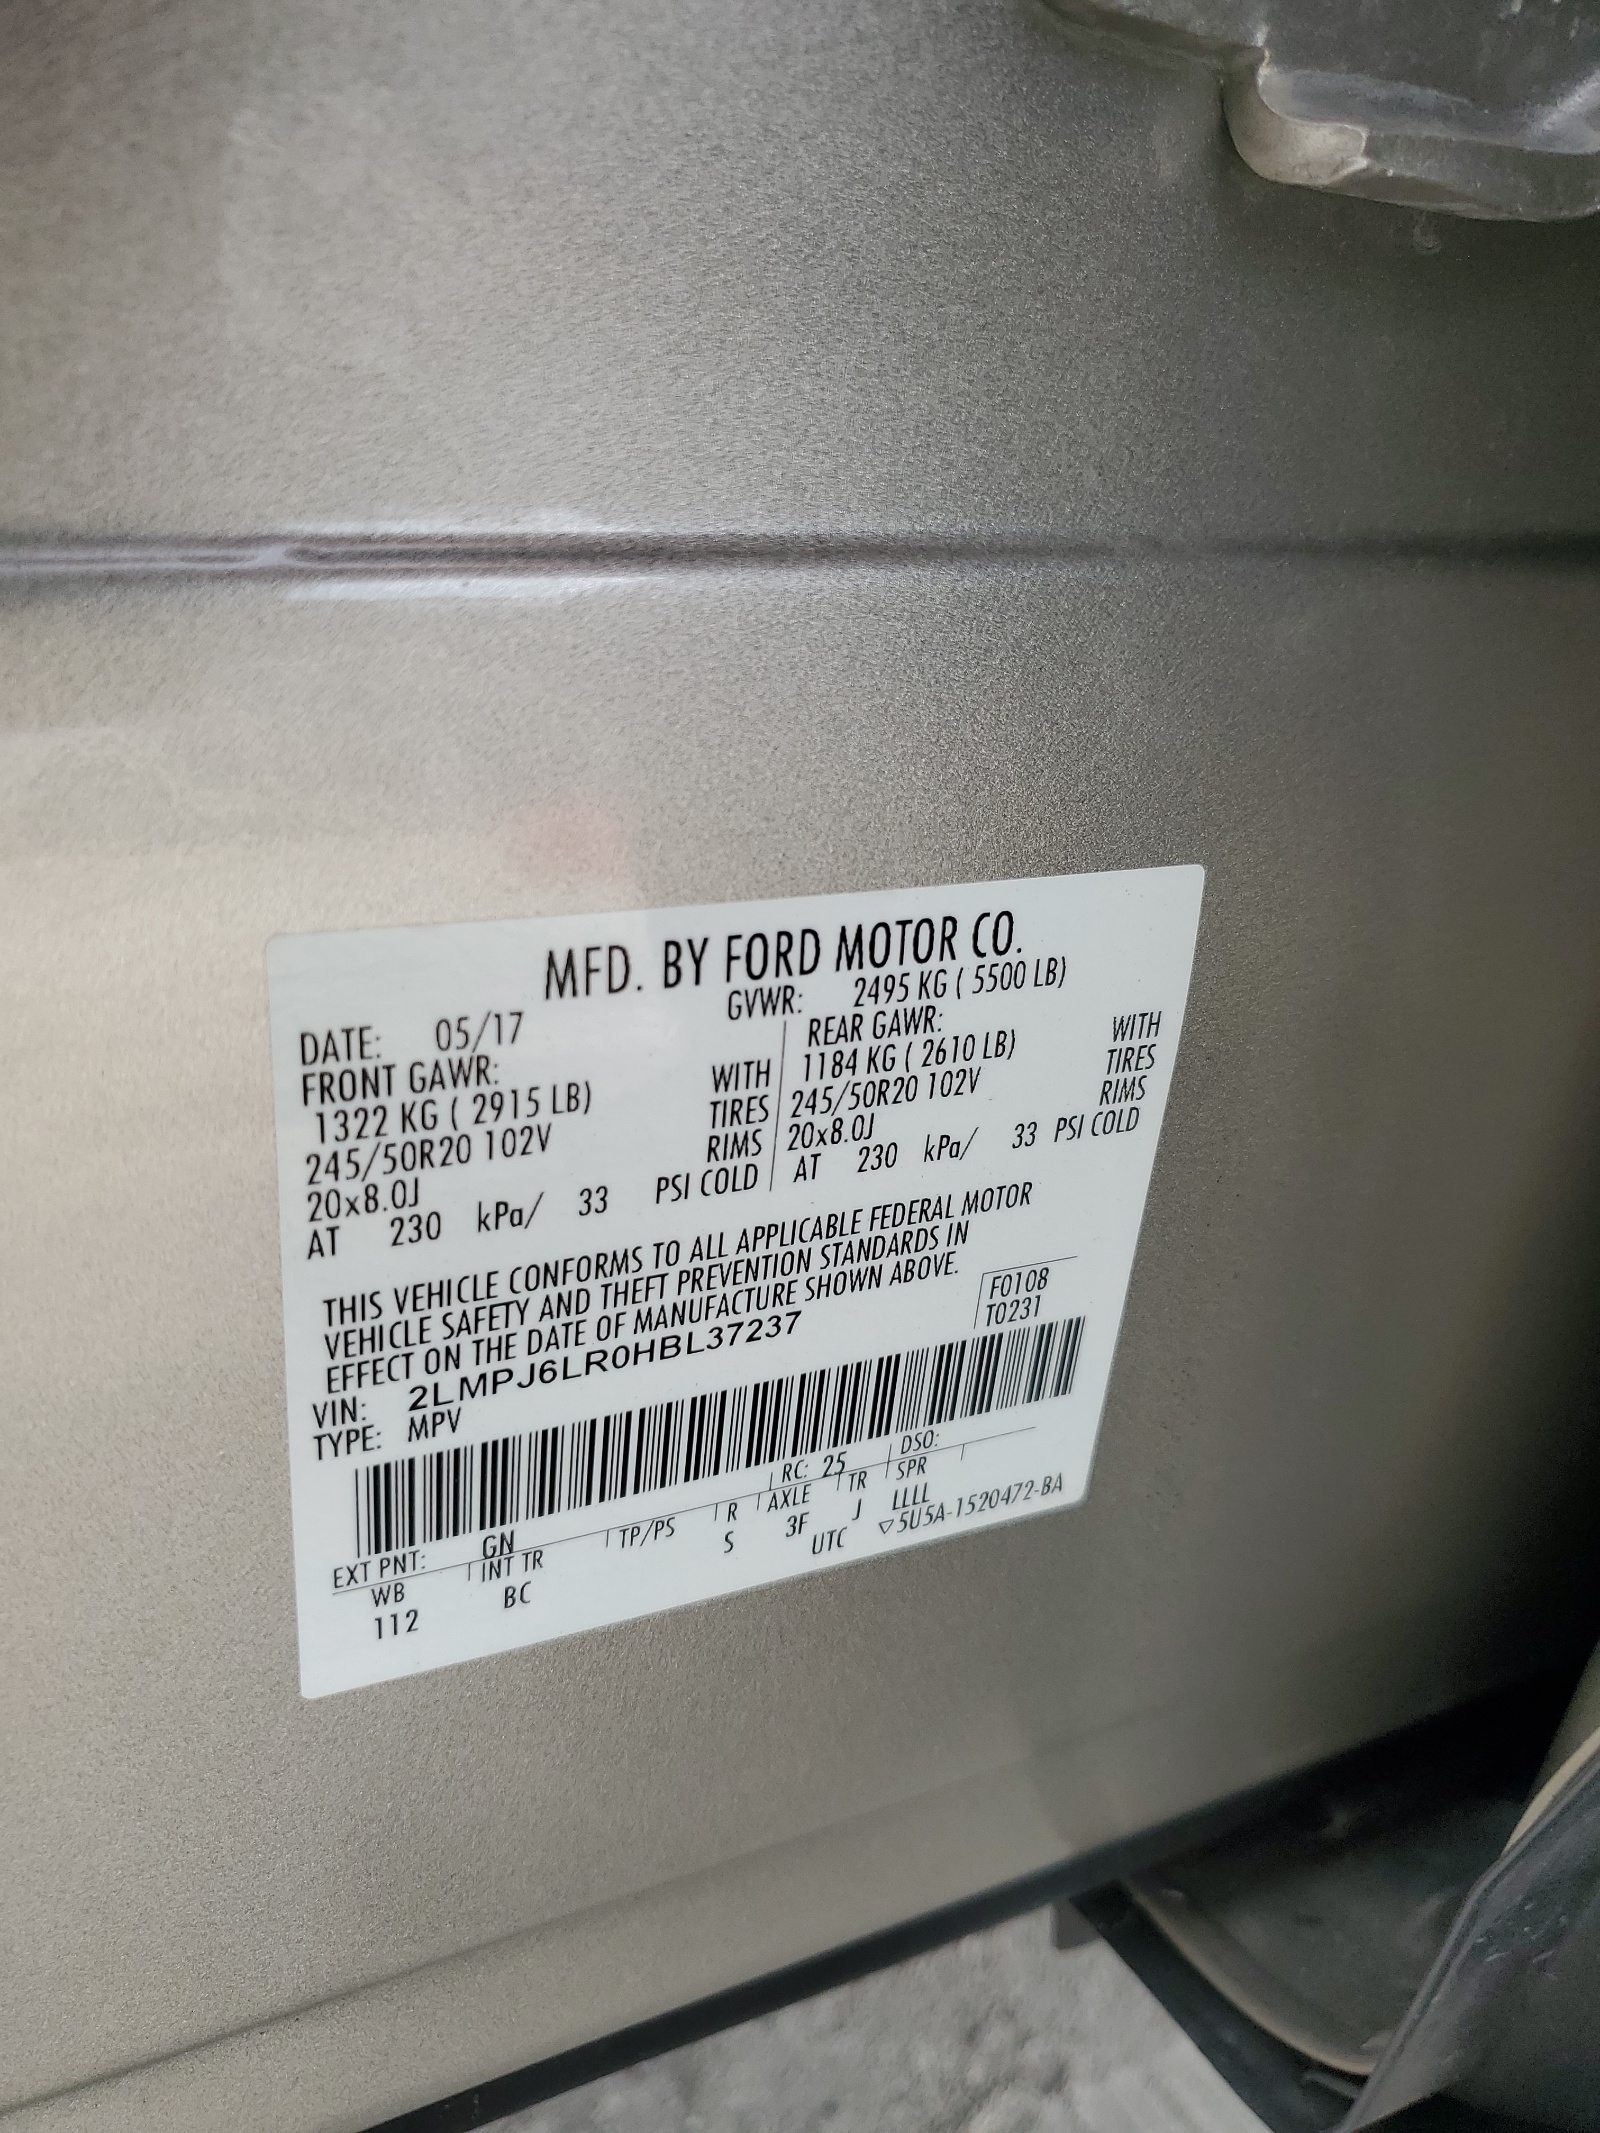 MFD. BY FORD MOTOR CO.
DATE: 05/17 GVWR: 2495 KG ( 5500 LB)
FRONT GAWR: REAR GAWR:
1322 KG ( 2915 LB) WITH 1184 KG ( 2610 LB) WITH
245/50R20 102V TIRES 245/50R20 102V TIRES
20x8.0J RIMS 20x8.0J RIMS
AT 230 kPa/ 33 PSI COLD AT 230 kPa/ 33 PSI COLD
THIS VEHICLE CONFORMS TO ALL APPLICABLE FEDERAL MOTOR
VEHICLE SAFETY AND THEFT PREVENTION STANDARDS IN
EFFECT ON THE DATE OF MANUFACTURE SHOWN ABOVE.
VIN: 2LMPJ6LR0HBL37237 F0108
TYPE: MPV T0231
EXT PNT: GN RC: 25 DSO:
WB INT TR TP/PS R AXLE TR SPR
112 BC S 3F J LLLL
UTC ▽5U5A-1520472-BA